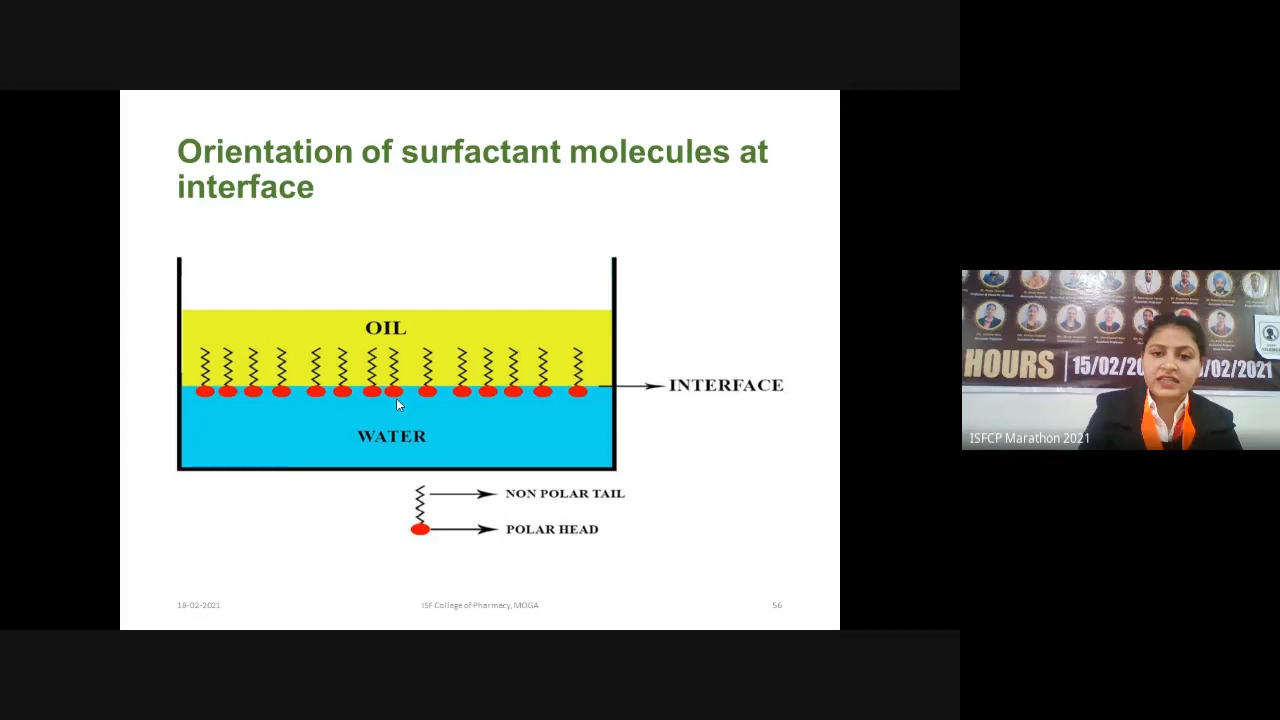 Orientation of surfactant molecules at
interface
OIL
INTERFACE
WATER
NON POLAR TAIL
POLAR HEAD
18-02-2021
ISF College of Pharmacy, MOGA
56
HOURS
15/02/20
/02/2021
ISFCP Marathon 2021